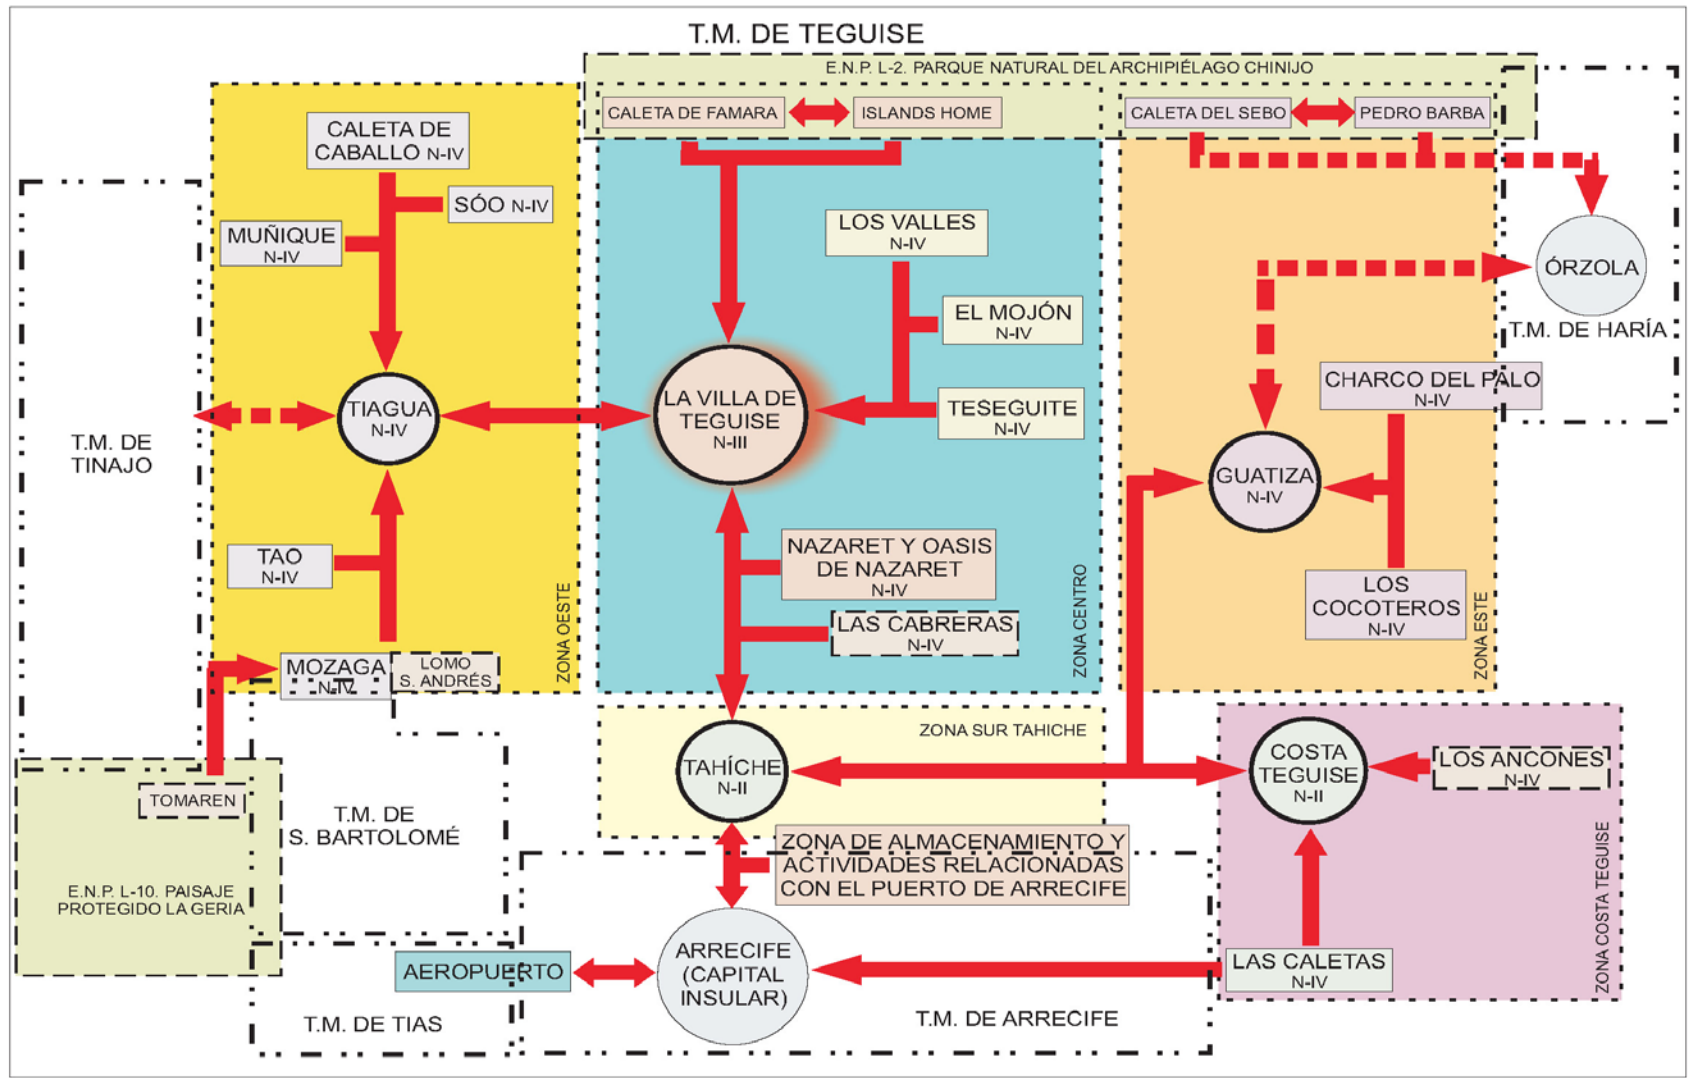 T.M. DE TEGUISE
E.N.P. L-2. PARQUE NATURAL DEL ARCHIPIÉLAGO CHINIJO
CALETA DE FAMARA
ISLANDS HOME
CALETA DEL SEBO
PEDRO BARBA
CALETA DE
CABALLO N-IV
SÓO N-IV
MUÑIQUE
N-IV
LOS VALLES
N-IV
EL MOJÓN
N-IV
TESEGUITE
N-IV
ÓRZOLA
T.M. DE HARÍA
CHARCO DEL PALO
N-IV
TIAGUA
N-IV
LA VILLA DE
TEGUISE
N-III
T.M. DE
TINAJO
GUATIZA
N-IV
TAO
N-IV
NAZARET Y OASIS
DE NAZARET
N-IV
LAS CABRERAS
N-IV
LOS
COCOTEROS
N-IV
ZONA OESTE
ZONA CENTRO
ZONA ESTE
MOZAGA
N-IV
LOMO
S. ANDRÉS
ZONA SUR TAHICHE
TAHÍCHE
N-II
COSTA
TEGUISE
N-II
LOS ANCONES
N-IV
TOMAREN
T.M. DE
S. BARTOLOMÉ
ZONA DE ALMACENAMIENTO Y
ACTIVIDADES RELACIONADAS
CON EL PUERTO DE ARRECIFE
ZONA COSTA TEGUISE
E.N.P. L-10. PAISAJE
PROTEGIDO LA GERIA
AEROPUERTO
ARRECIFE
(CAPITAL
INSULAR)
LAS CALETAS
N-IV
T.M. DE TIAS
T.M. DE ARRECIFE